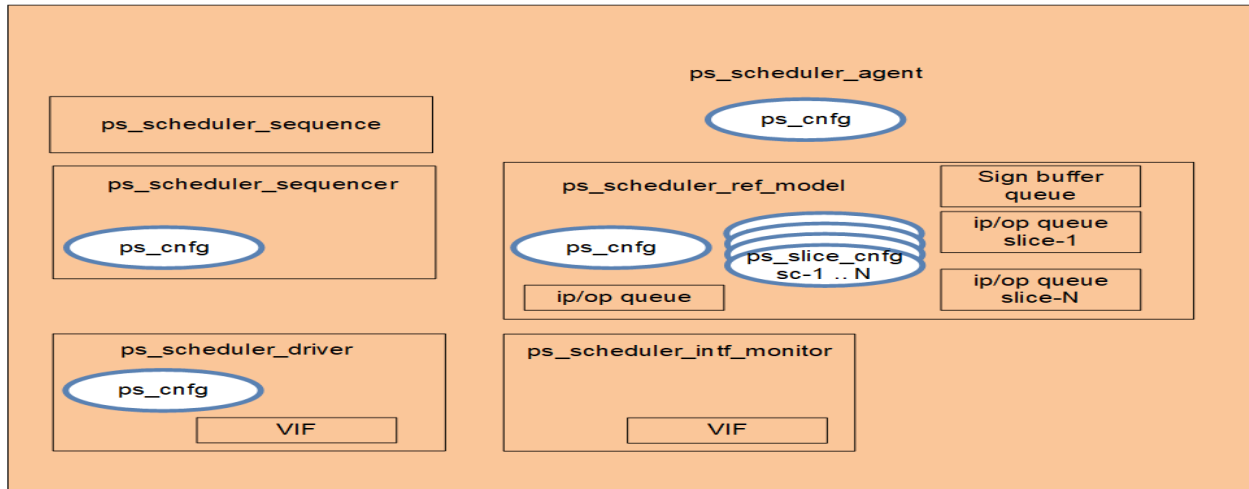 ps_scheduler_agent
ps_cnfg
ps_scheduler_sequence
ps_scheduler_sequencer
ps_cnfg
ps_scheduler_ref_model
ps_cnfg
ps_slice_cnfg
sc-1 .. N
ip/op queue
Sign buffer
queue
ip/op queue
slice-1
ip/op queue
slice-N
ps_scheduler_driver
ps_cnfg
VIF
ps_scheduler_intf_monitor
VIF